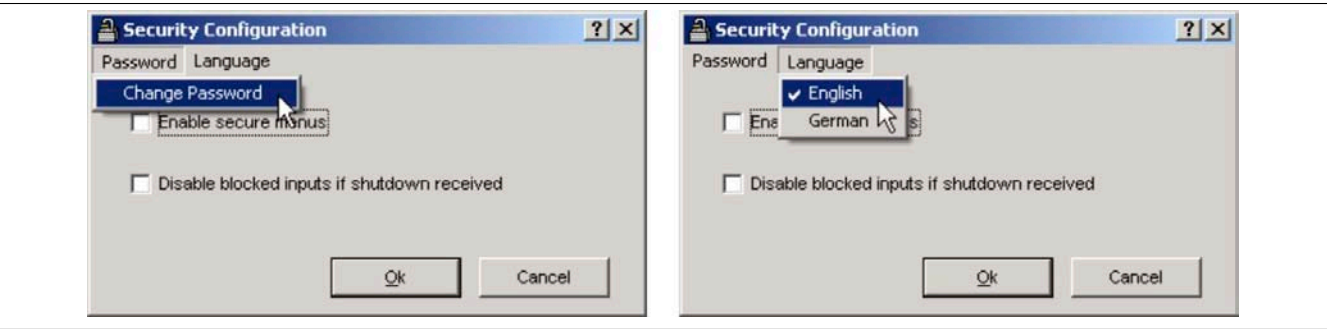 Security Configuration
Password Language
Change Password
Enable secure menus
Disable blocked inputs if shutdown received
Ok
Cancel
Security Configuration
Password Language
English
German
Ena s
Disable blocked inputs if shutdown received
Ok
Cancel